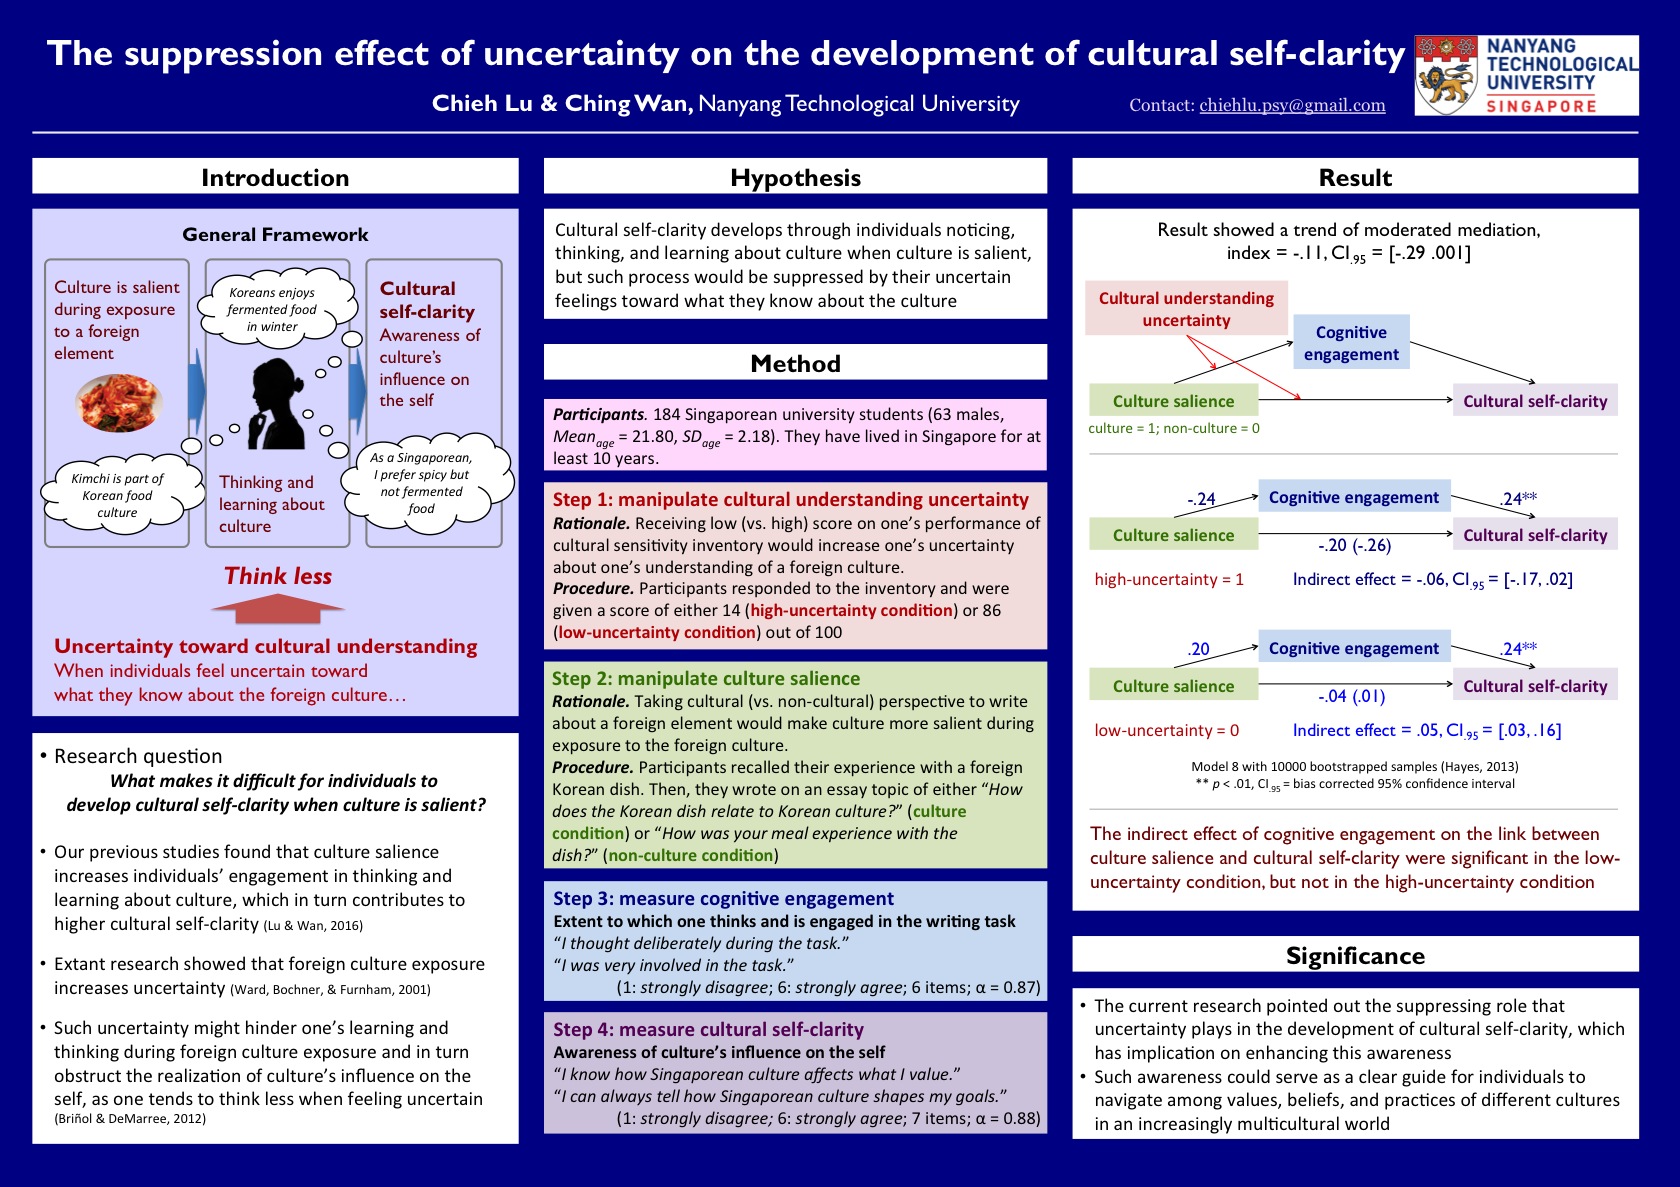 The suppression effect of uncertainty on the development of cultural self-clarity
Chieh Lu & Ching Wan, Nanyang Technological University
Contact: chiehlu.psy@gmail.com
NANYANG
TECHNOLOGICAL
UNIVERSITY
SINGAPORE
Introduction
General Framework
Culture is salient
during exposure
to a foreign
element
Kimchi is part of
Korean food
culture
Koreans enjoys
fermented food
in winter
Thinking and
learning about
culture
Cultural
self-clarity
Awareness of
culture's
influence on
the self
As a Singaporean,
I prefer spicy but
not fermented
food
Think less
Uncertainty toward cultural understanding
When individuals feel uncertain toward
what they know about the foreign culture…
• Research question
What makes it difficult for individuals to
develop cultural self-clarity when culture is salient?
• Our previous studies found that culture salience
increases individuals' engagement in thinking and
learning about culture, which in turn contributes to
higher cultural self-clarity (Lu & Wan, 2016)
• Extant research showed that foreign culture exposure
increases uncertainty (Ward, Bochner, & Furnham, 2001)
• Such uncertainty might hinder one's learning and
thinking during foreign culture exposure and in turn
obstruct the realization of culture's influence on the
self, as one tends to think less when feeling uncertain
(Briñol & DeMarree, 2012)
Hypothesis
Cultural self-clarity develops through individuals noticing,
thinking, and learning about culture when culture is salient,
but such process would be suppressed by their uncertain
feelings toward what they know about the culture
Method
Participants. 184 Singaporean university students (63 males,
Mean age = 21.80, SD age = 2.18). They have lived in Singapore for at
least 10 years.
Step 1: manipulate cultural understanding uncertainty
Rationale. Receiving low (vs. high) score on one's performance of
cultural sensitivity inventory would increase one's uncertainty
about one's understanding of a foreign culture.
Procedure. Participants responded to the inventory and were
given a score of either 14 (high-uncertainty condition) or 86
(low-uncertainty condition) out of 100
Step 2: manipulate culture salience
Rationale. Taking cultural (vs. non-cultural) perspective to write
about a foreign element would make culture more salient during
exposure to the foreign culture.
Procedure. Participants recalled their experience with a foreign
Korean dish. Then, they wrote on an essay topic of either "How
does the Korean dish relate to Korean culture?" (culture
condition) or "How was your meal experience with the
dish?" (non-culture condition)
Step 3: measure cognitive engagement
Extent to which one thinks and is engaged in the writing task
"I thought deliberately during the task."
"I was very involved in the task."
(1: strongly disagree; 6: strongly agree; 6 items; α = 0.87)
Step 4: measure cultural self-clarity
Awareness of culture's influence on the self
"I know how Singaporean culture affects what I value."
"I can always tell how Singaporean culture shapes my goals."
(1: strongly disagree; 6: strongly agree; 7 items; α = 0.88)
Result
Result showed a trend of moderated mediation,
index = -.11, CI.95 = [-.29 .001]
Cultural understanding
uncertainty
Cognitive
engagement
Culture salience
Cultural self-clarity
culture = 1; non-culture = 0
-.24
Cognitive engagement
.24**
Culture salience
-.20 (-.26)
Cultural self-clarity
high-uncertainty = 1
Indirect effect = -.06, CI.95 = [-.17, .02]
.20
Cognitive engagement
.24**
Culture salience
-.04 (.01)
Cultural self-clarity
low-uncertainty = 0
Indirect effect = .05, CI.95 = [.03, .16]
Model 8 with 10000 bootstrapped samples (Hayes, 2013)
** p < .01, CI.95 = bias corrected 95% confidence interval
The indirect effect of cognitive engagement on the link between
culture salience and cultural self-clarity were significant in the low-
uncertainty condition, but not in the high-uncertainty condition
Significance
• The current research pointed out the suppressing role that
uncertainty plays in the development of cultural self-clarity, which
has implication on enhancing this awareness
• Such awareness could serve as a clear guide for individuals to
navigate among values, beliefs, and practices of different cultures
in an increasingly multicultural world